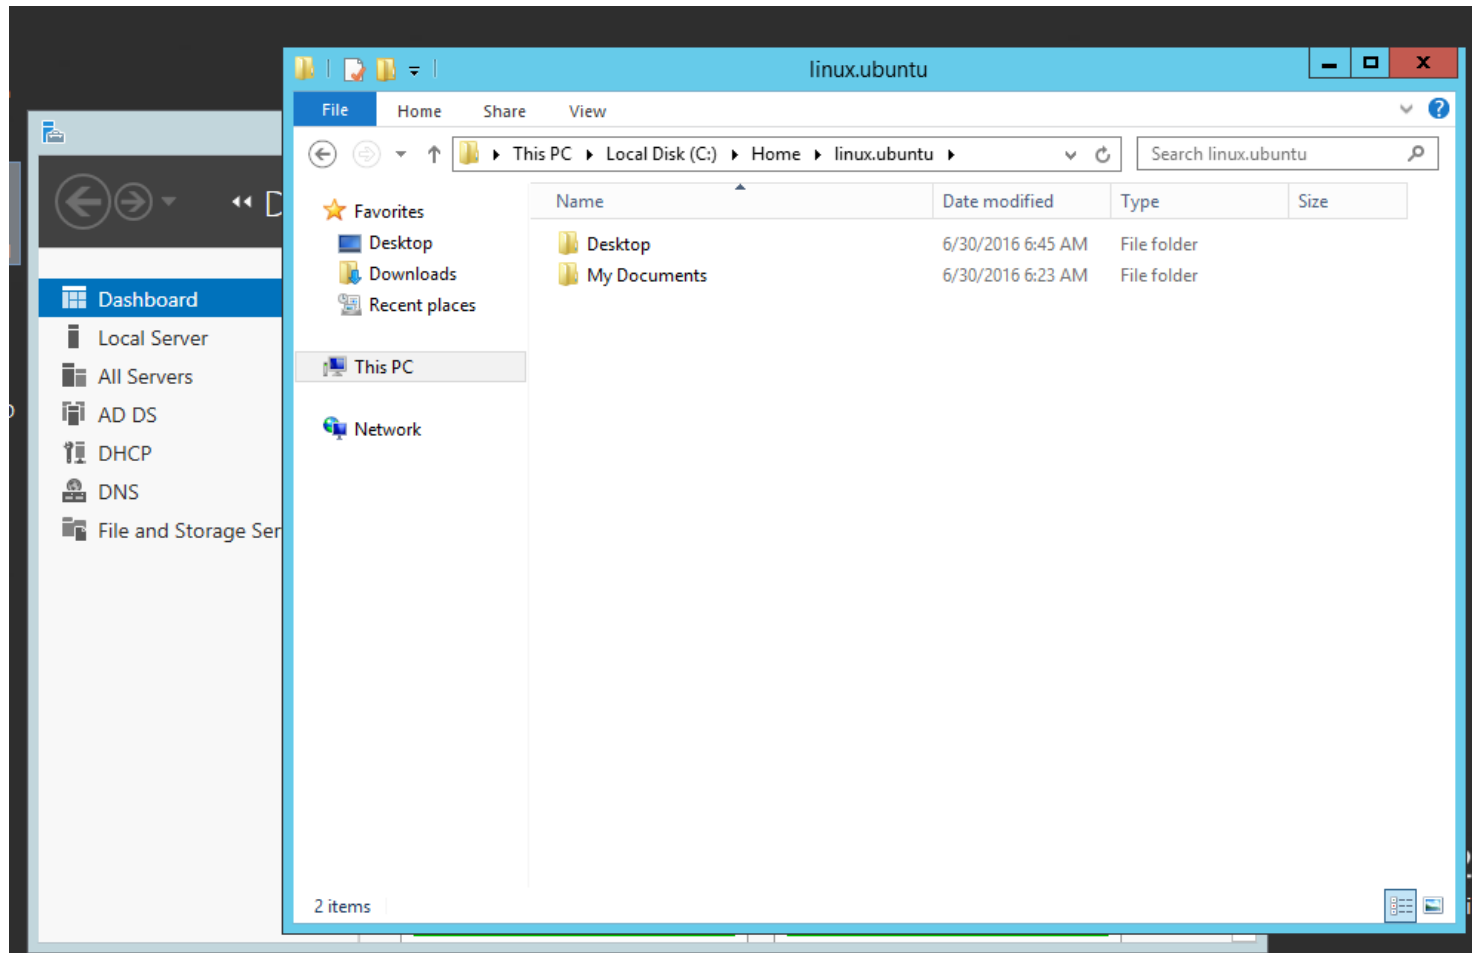 linux.ubuntu
File Home Share View
This PC Local Disk (C:) Home linux.ubuntu
Search linux.ubuntu
Name Date modified Type Size
Favorites
Desktop
Downloads
Recent places
This PC
Network
Desktop 6/30/2016 6:45 AM File folder
My Documents 6/30/2016 6:23 AM File folder
2 items
Dashboard
Local Server
All Servers
AD DS
DHCP
DNS
File and Storage Ser